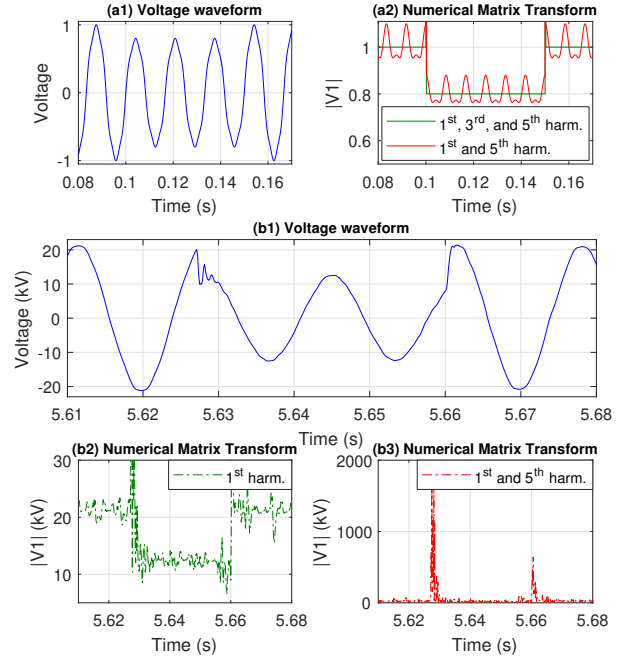 (a1) Voltage waveform
1
0
-1
Voltage
0.08 0.1 0.12 0.14 0.16
Time (s)
(a2) Numerical Matrix Transform
1
0.8
0.6
|V1|
1st, 3rd, and 5th harm.
1st and 5th harm.
0.08 0.1 0.12 0.14 0.16
Time (s)
(b1) Voltage waveform
20
10
0
-10
-20
Voltage (kV)
5.61 5.62 5.63 5.64 5.65 5.66 5.67 5.68
Time (s)
(b2) Numerical Matrix Transform
30
20
10
|V1| (kV)
1st harm.
5.62 5.64 5.66 5.68
Time (s)
(b3) Numerical Matrix Transform
2000
1000
0
|V1| (kV)
1st and 5th harm.
5.62 5.64 5.66 5.68
Time (s)